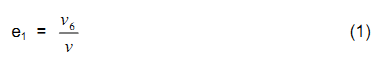 e₁ = v₆ / v (1)